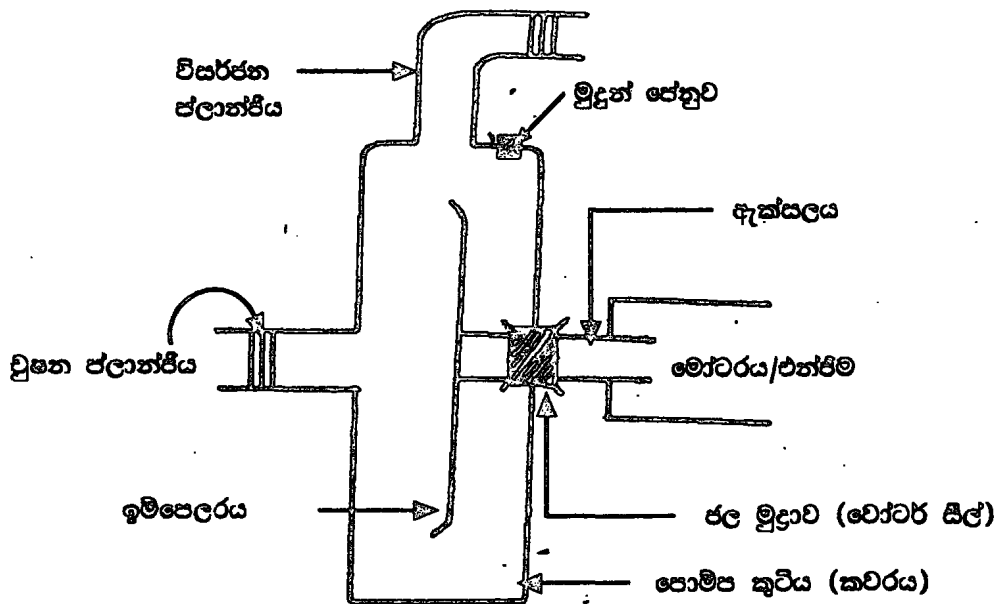 විසර්ජන
ප්ලාන්ජීය
මුදුන් පේනුව
ඇක්සලය
චුෂන ප්ලාන්ජීය
මෝටරය/එන්ජිම
ඉම්පෙලරය
ජල මුද්‍රාව (වෝටර් සීල්)
පොම්ප කුටිය (කවරය)